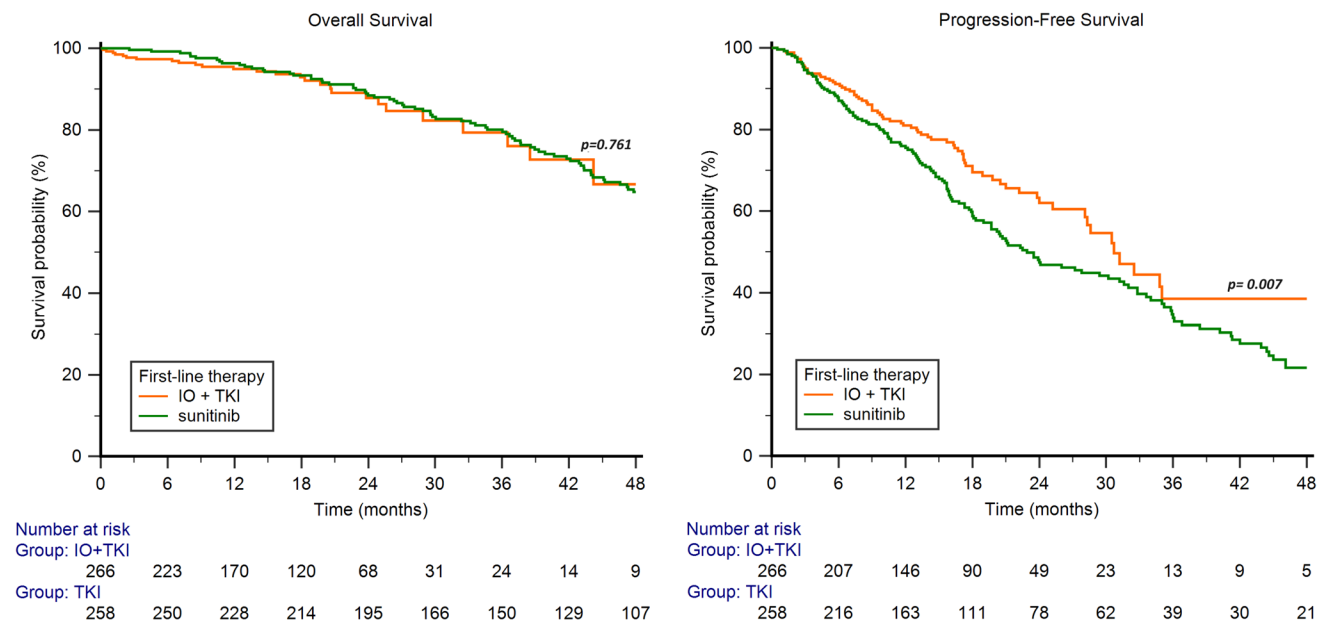 Overall Survival
100
80
60
40
20
0
Survival probability (%)
p=0.761
First-line therapy
IO + TKI
sunitinib
0 6 12 18 24 30 36 42 48
Time (months)
Number at risk
Group: IO+TKI
266 223 170 120 68 31 24 14 9
Group: TKI
258 250 228 214 195 166 150 129 107
Progression-Free Survival
100
80
60
40
20
0
Survival probability (%)
p= 0.007
First-line therapy
IO + TKI
sunitinib
0 6 12 18 24 30 36 42 48
Time (months)
Number at risk
Group: IO+TKI
266 207 146 90 49 23 13 9 5
Group: TKI
258 216 163 111 78 62 39 30 21